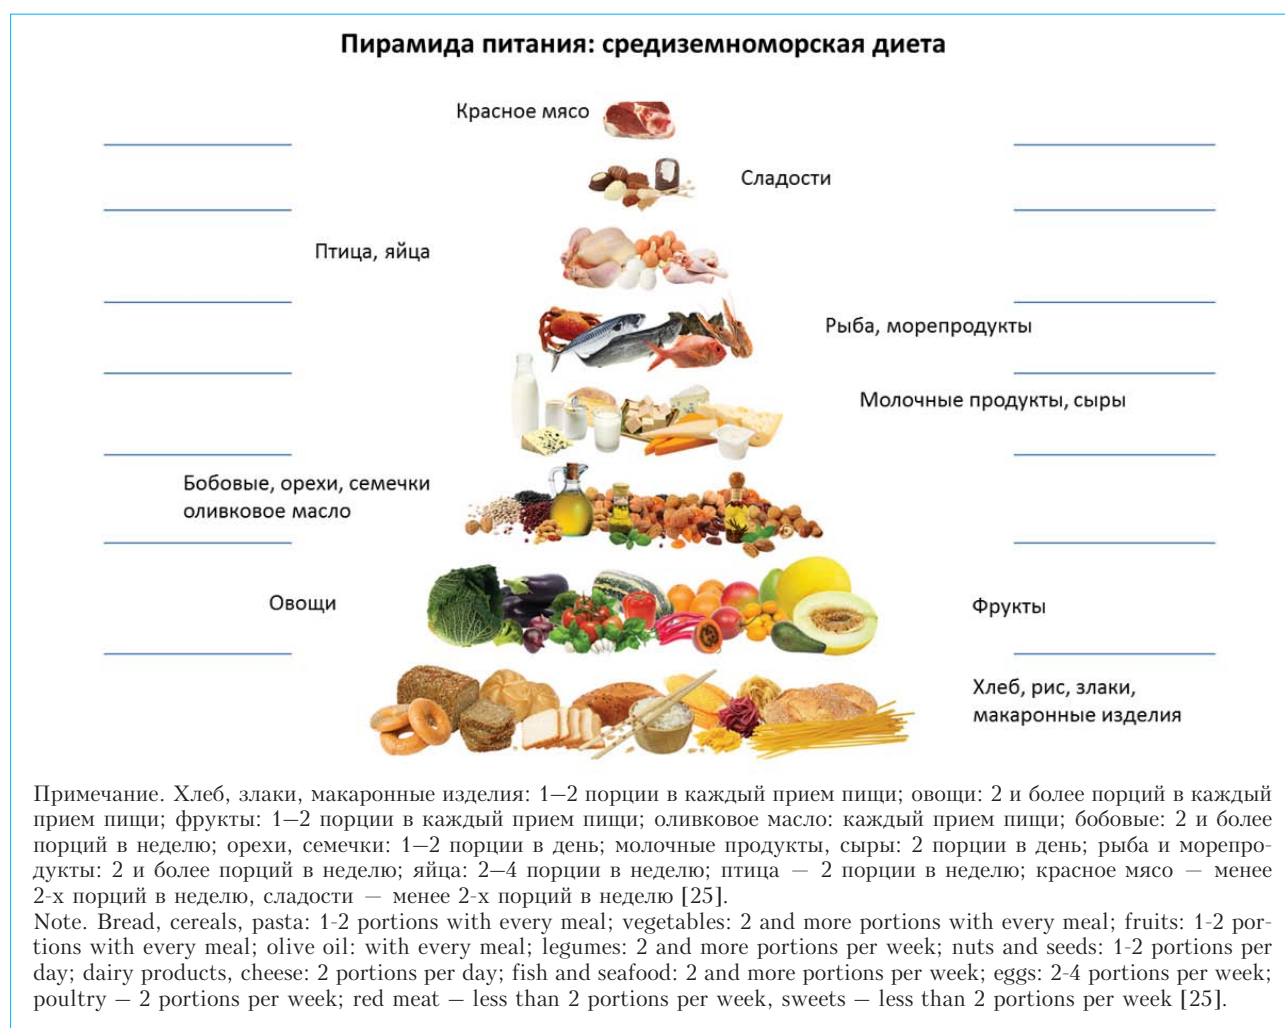 Пирамида питания: средиземноморская диета
Красное мясо
Сладости
Птица, яйца
Рыба, морепродукты
Молочные продукты, сыры
Бобовые, орехи, семечки
оливковое масло
Овощи
Фрукты
Хлеб, рис, злаки,
макаронные изделия
Примечание. Хлеб, злаки, макаронные изделия: 1—2 порции в каждый прием пищи; овощи: 2 и более порций в каждый
прием пищи; фрукты: 1—2 порции в каждый прием пищи; оливковое масло: каждый прием пищи; бобовые: 2 и более
порций в неделю; орехи, семечки: 1—2 порции в день; молочные продукты, сыры: 2 порции в день; рыба и морепро-
дукты: 2 и более порций в неделю; яйца: 2—4 порции в неделю; птица — 2 порции в неделю; красное мясо — менее
2-х порций в неделю, сладости — менее 2-х порций в неделю [25].
Note. Bread, cereals, pasta: 1-2 portions with every meal; vegetables: 2 and more portions with every meal; fruits: 1-2 por-
tions with every meal; olive oil: with every meal; legumes: 2 and more portions per week; nuts and seeds: 1-2 portions per
day; dairy products, cheese: 2 portions per day; fish and seafood: 2 and more portions per week; eggs: 2-4 portions per week;
poultry — 2 portions per week; red meat — less than 2 portions per week, sweets — less than 2 portions per week [25].